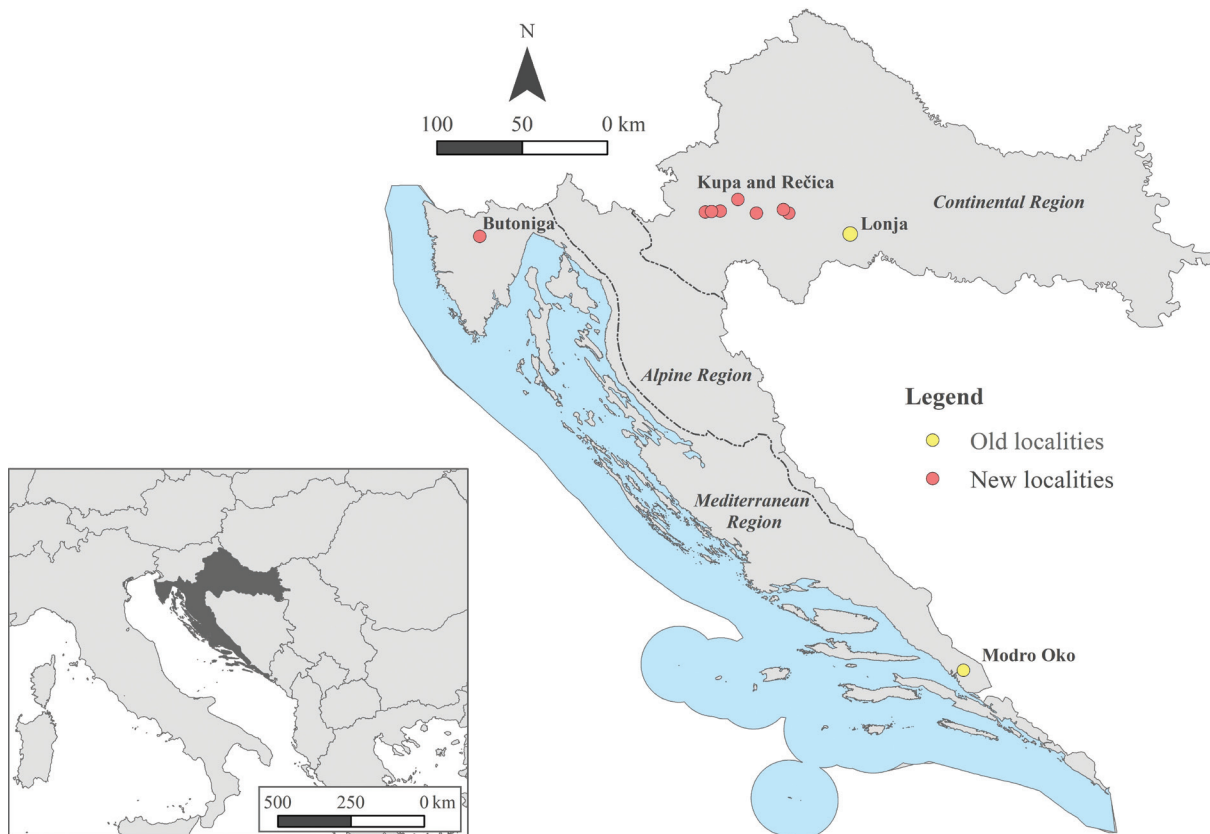 N
100 50 0 km
Kupa and Rečica
Continental Region
Butoniga
Lonja
Alpine Region
Legend
Old localities
New localities
Mediterranean
Region
Modro Oko
500 250 0 km